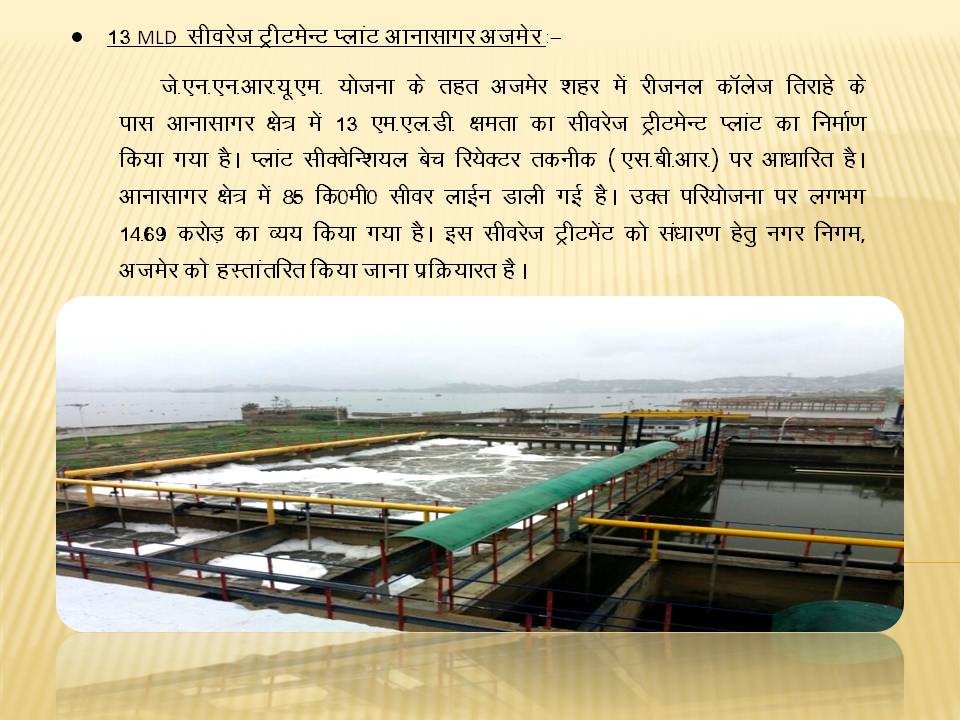 ● 13 MLD सीवरेज ट्रीटमेन्ट प्लांट आनासागर अजमेर :–
जे.एन.एन.आर.यू.एम. योजना के तहत अजमेर शहर में रीजनल कॉलेज तिराहे के
पास आनासागर क्षेत्र में 13 एम.एल.डी. क्षमता का सीवरेज ट्रीटमेन्ट प्लांट का निर्माण
किया गया है। प्लांट सीक्वेन्शियल बेच रियेक्टर तकनीक (एस.बी.आर.) पर आधारित है।
आनासागर क्षेत्र में 85 कि0मी0 सीवर लाईन डाली गई है। उक्त परियोजना पर लगभग
14.69 करोड़ का व्यय किया गया है। इस सीवरेज ट्रीटमेंट को संधारण हेतु नगर निगम,
अजमेर को हस्तांतरित किया जाना प्रक्रियारत है।